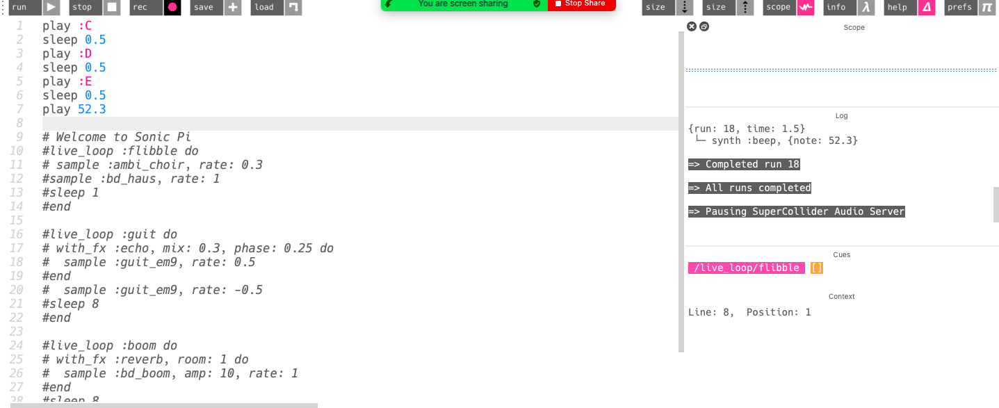 run stop rec save load You are screen sharing Stop Share size size scope info help prefs
1 play :C
2 sleep 0.5
3 play :D
4 sleep 0.5
5 play :E
6 sleep 0.5
7 play 52.3
8
9 # Welcome to Sonic Pi
10 #live_loop :flibble do
11 # sample :ambi_choir, rate: 0.3
12 #sample :bd_haus, rate: 1
13 #sleep 1
14 #end
15
16 #live_loop :guit do
17 # with_fx :echo, mix: 0.3, phase: 0.25 do
18 #  sample :guit_em9, rate: 0.5
19 #end
20 #  sample :guit_em9, rate: -0.5
21 #sleep 8
22 #end
23
24 #live_loop :boom do
25 # with_fx :reverb, room: 1 do
26 #  sample :bd_boom, amp: 10, rate: 1
27 #end
28 #sleep 8
Scope
Log
{run: 18, time: 1.5}
└─ synth :beep, {note: 52.3}
=> Completed run 18
=> All runs completed
=> Pausing SuperCollider Audio Server
Cues
/live_loop/flibble []
Context
Line: 8,  Position: 1